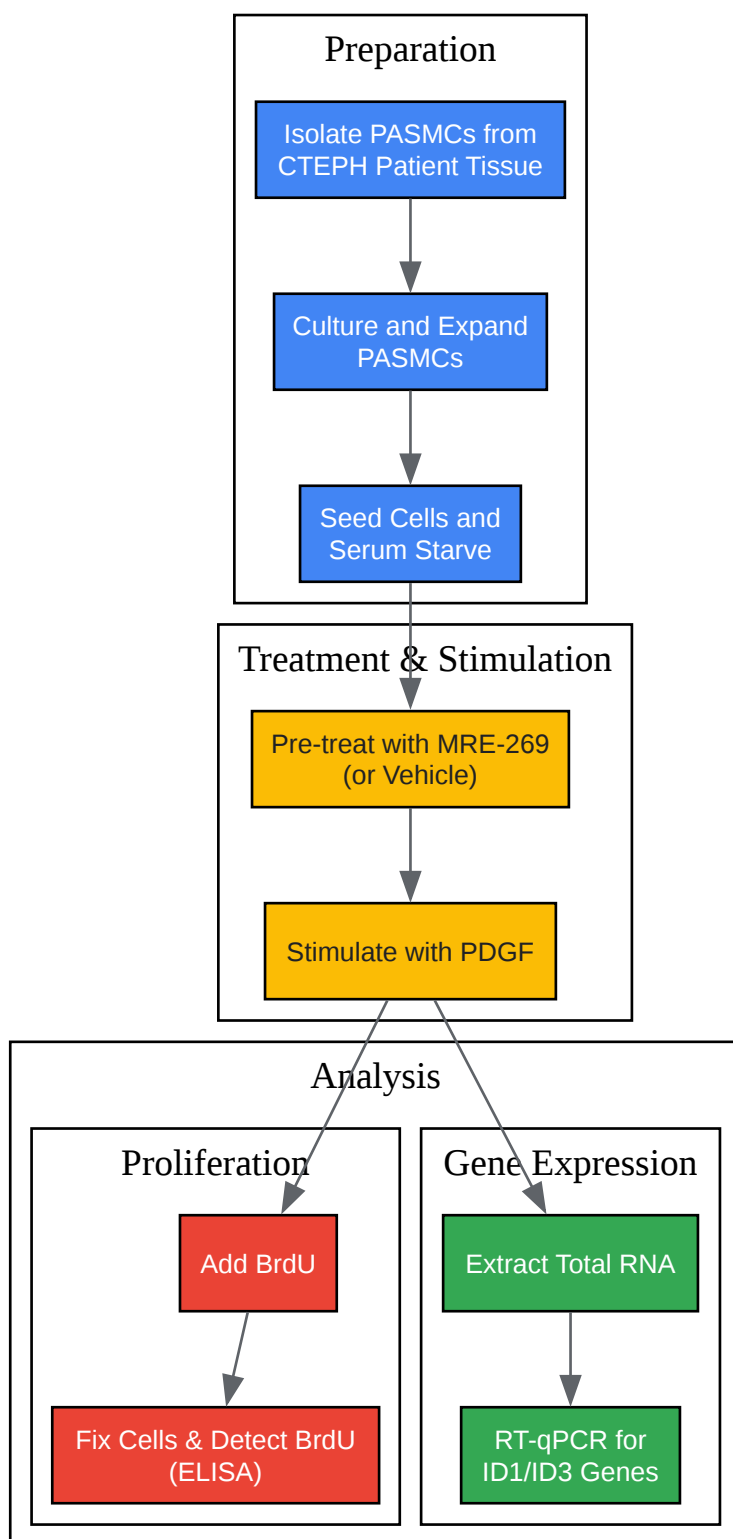 Preparation
Isolate PASMCs from
CTEPH Patient Tissue
Culture and Expand
PASMCs
Seed Cells and
Serum Starve
Treatment & Stimulation
Pre-treat with MRE-269
(or Vehicle)
Stimulate with PDGF
Analysis
Proliferation
Add BrdU
Fix Cells & Detect BrdU
(ELISA)
Gene Expression
Extract Total RNA
RT-qPCR for
ID1/ID3 Genes